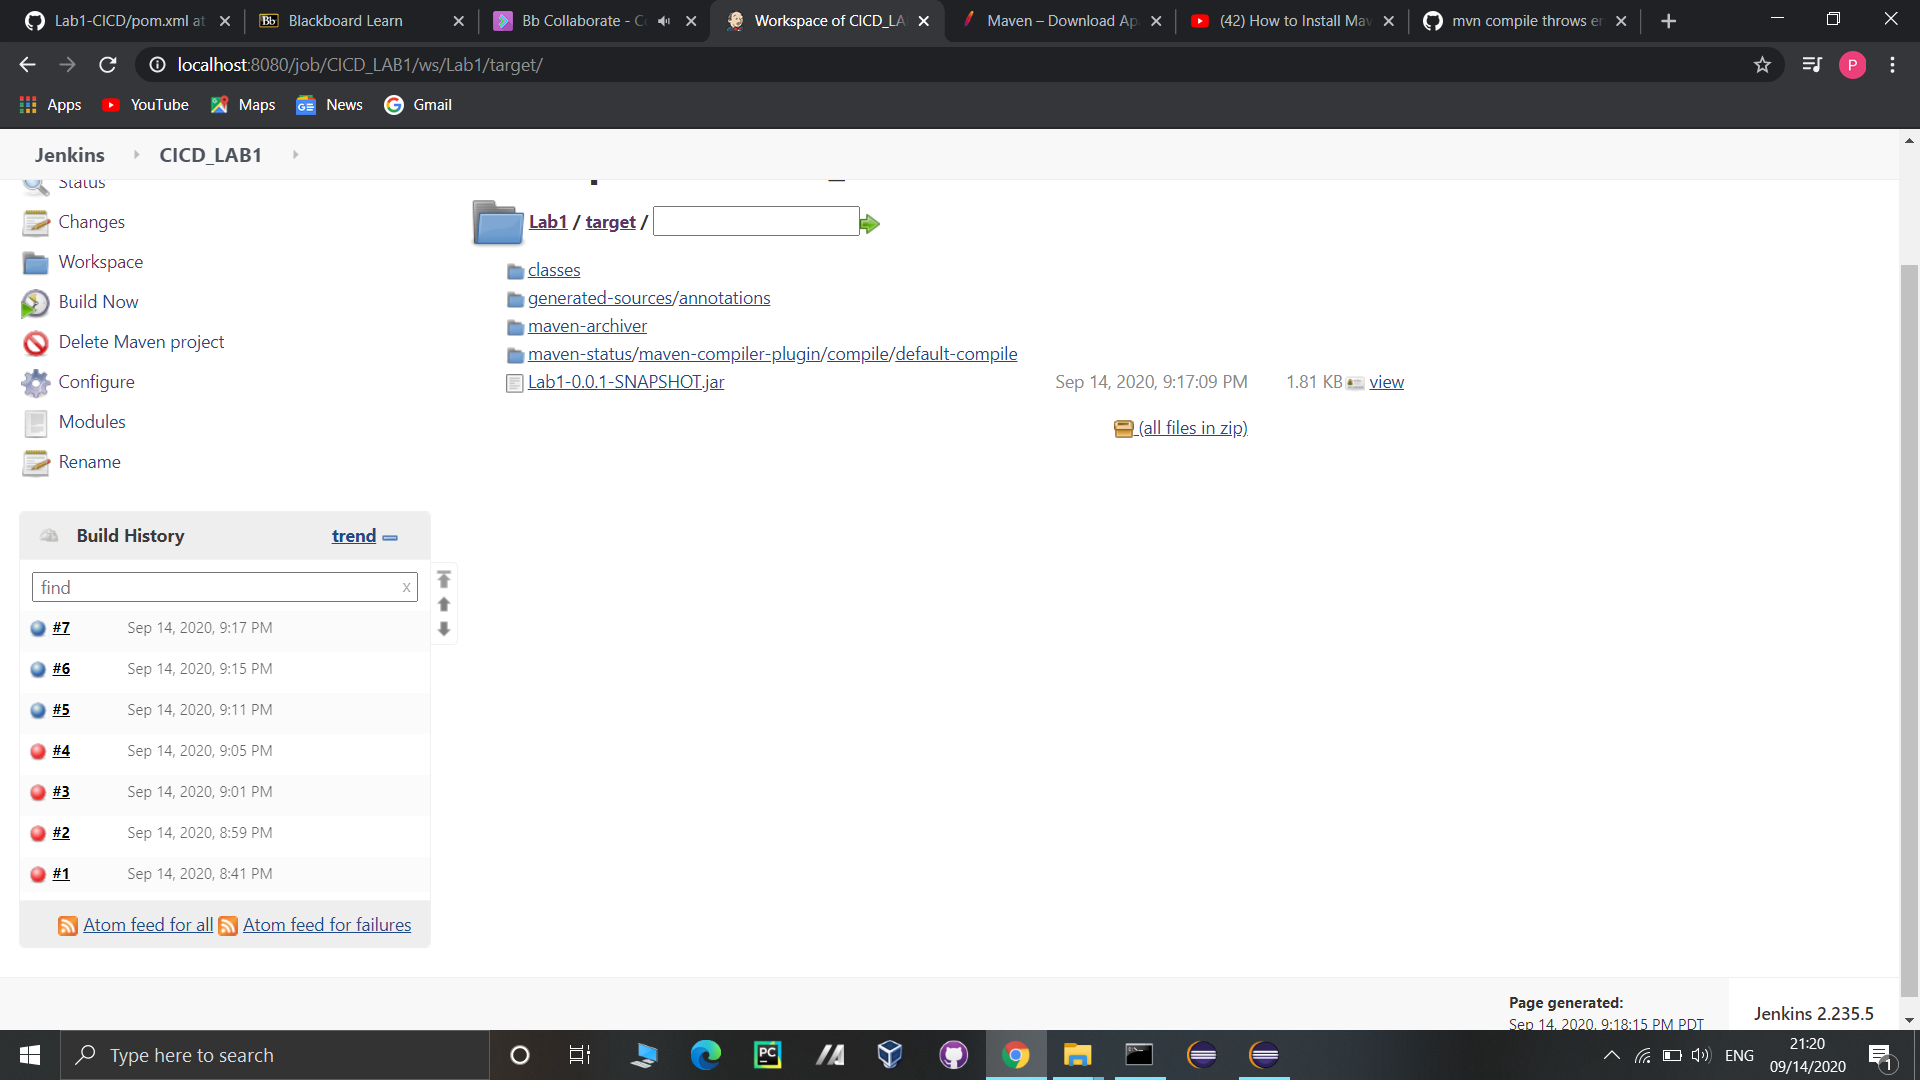 Lab1-CICD/pom.xml at
Blackboard Learn
Bb Collaborate - Co
Workspace of CICD_LA
Maven – Download Ap
(42) How to Install Mav
mvn compile throws er
localhost:8080/job/CICD_LAB1/ws/Lab1/target/
P
Apps
YouTube
Maps
News
Gmail
Jenkins
CICD_LAB1
Status
Changes
Workspace
Build Now
Delete Maven project
Configure
Modules
Rename
Lab1 / target /
classes
generated-sources/annotations
maven-archiver
maven-status/maven-compiler-plugin/compile/default-compile
Lab1-0.0.1-SNAPSHOT.jar Sep 14, 2020, 9:17:09 PM 1.81 KB view
(all files in zip)
Build History trend
find x
#7 Sep 14, 2020, 9:17 PM
#6 Sep 14, 2020, 9:15 PM
#5 Sep 14, 2020, 9:11 PM
#4 Sep 14, 2020, 9:05 PM
#3 Sep 14, 2020, 9:01 PM
#2 Sep 14, 2020, 8:59 PM
#1 Sep 14, 2020, 8:41 PM
Atom feed for all Atom feed for failures
Page generated:
Sep 14, 2020, 9:18:15 PM PDT
Jenkins 2.235.5
Type here to search
ENG
21:20
09/14/2020
1